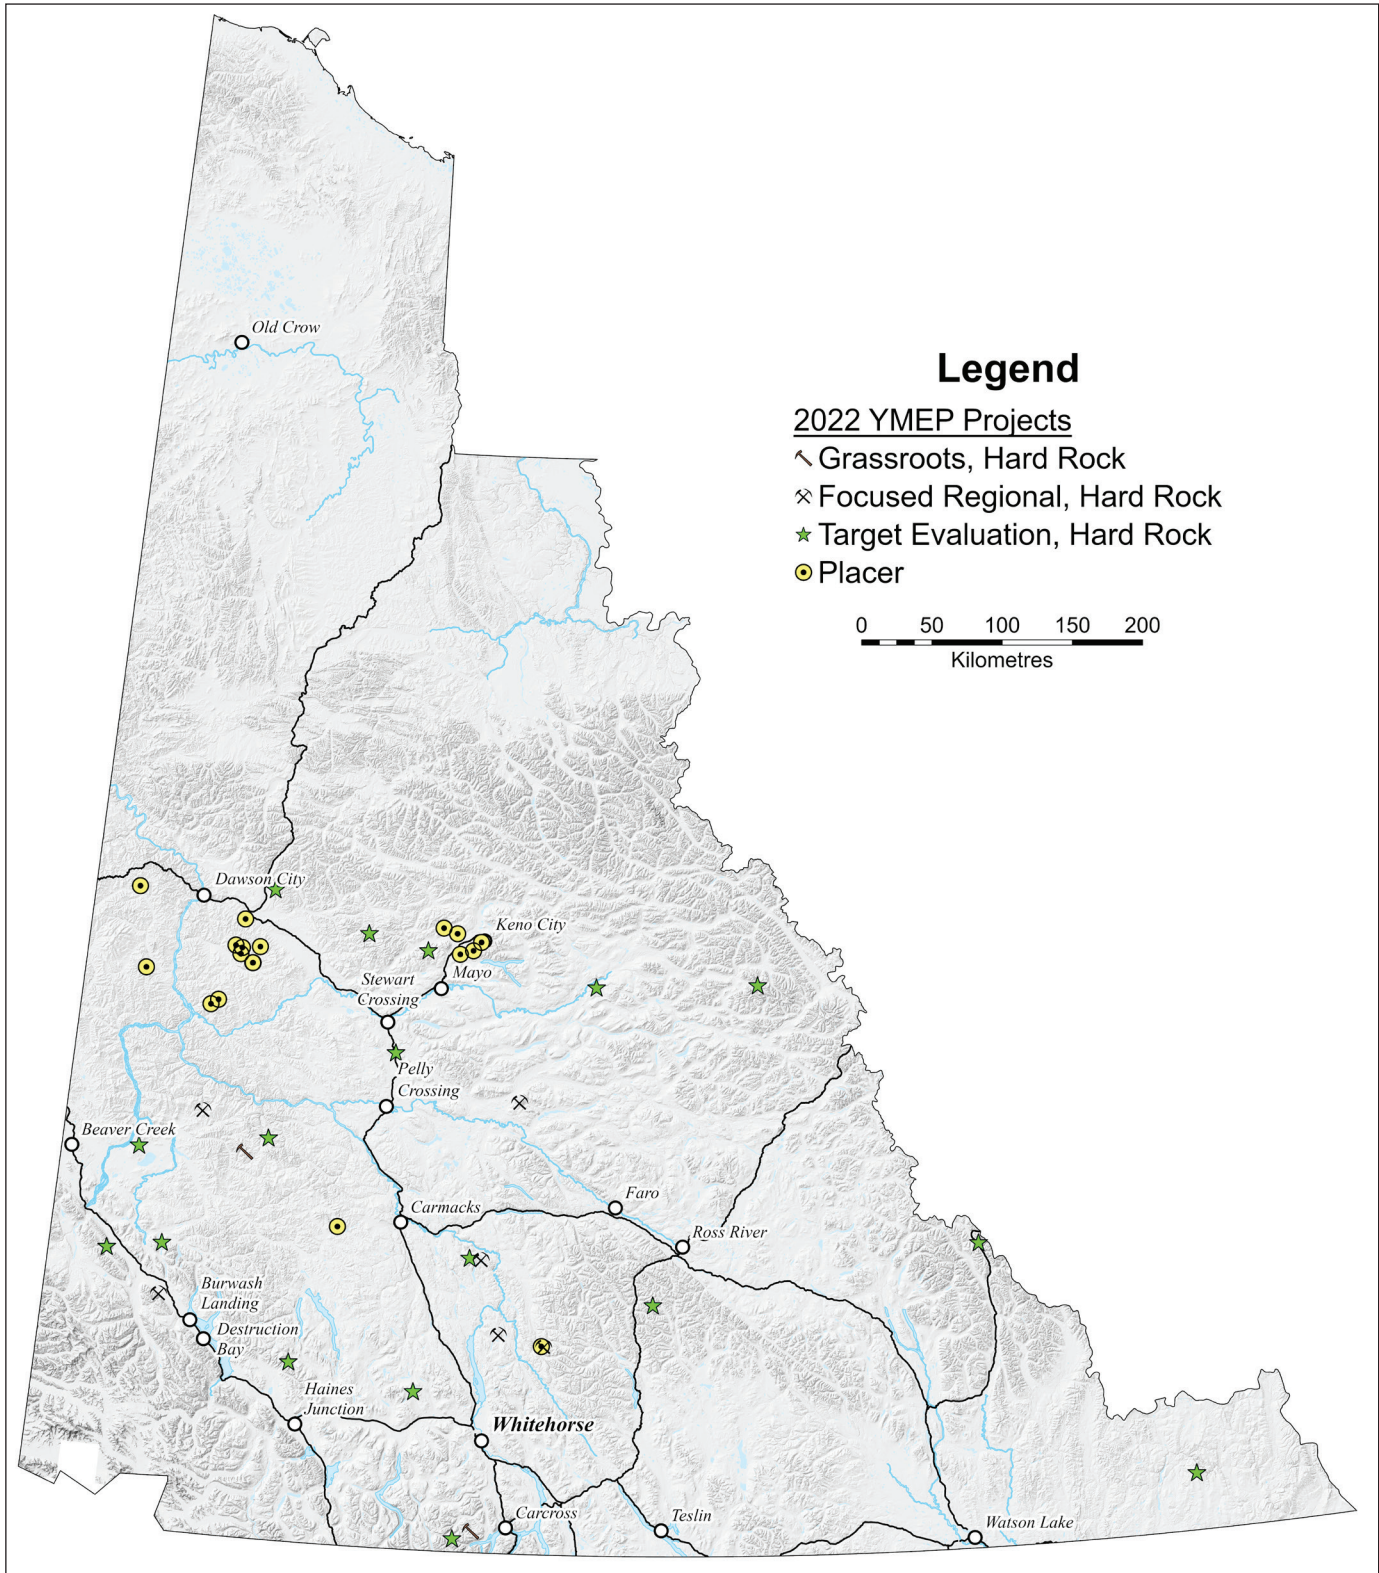 Old Crow
Legend
2022 YMEP Projects
Grassroots, Hard Rock
Focused Regional, Hard Rock
Target Evaluation, Hard Rock
Placer
0 50 100 150 200
Kilometres
Dawson City
Keno City
Mayo
Stewart
Crossing
Pelly
Crossing
Beaver Creek
Carmacks
Faro
Ross River
Burwash
Landing
Destruction
Bay
Haines
Junction
Whitehorse
Carcross
Teslin
Watson Lake